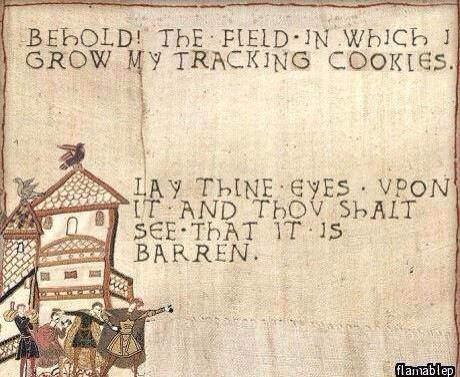 BEHOLD! THE · FIELD · IN WHICH I
GROW MY TRACKING COOKIES.
LAY THINE · EYES · VPON
IT · AND THOV SHALT
SEE · THAT IT · IS
BARREN.
flamablep